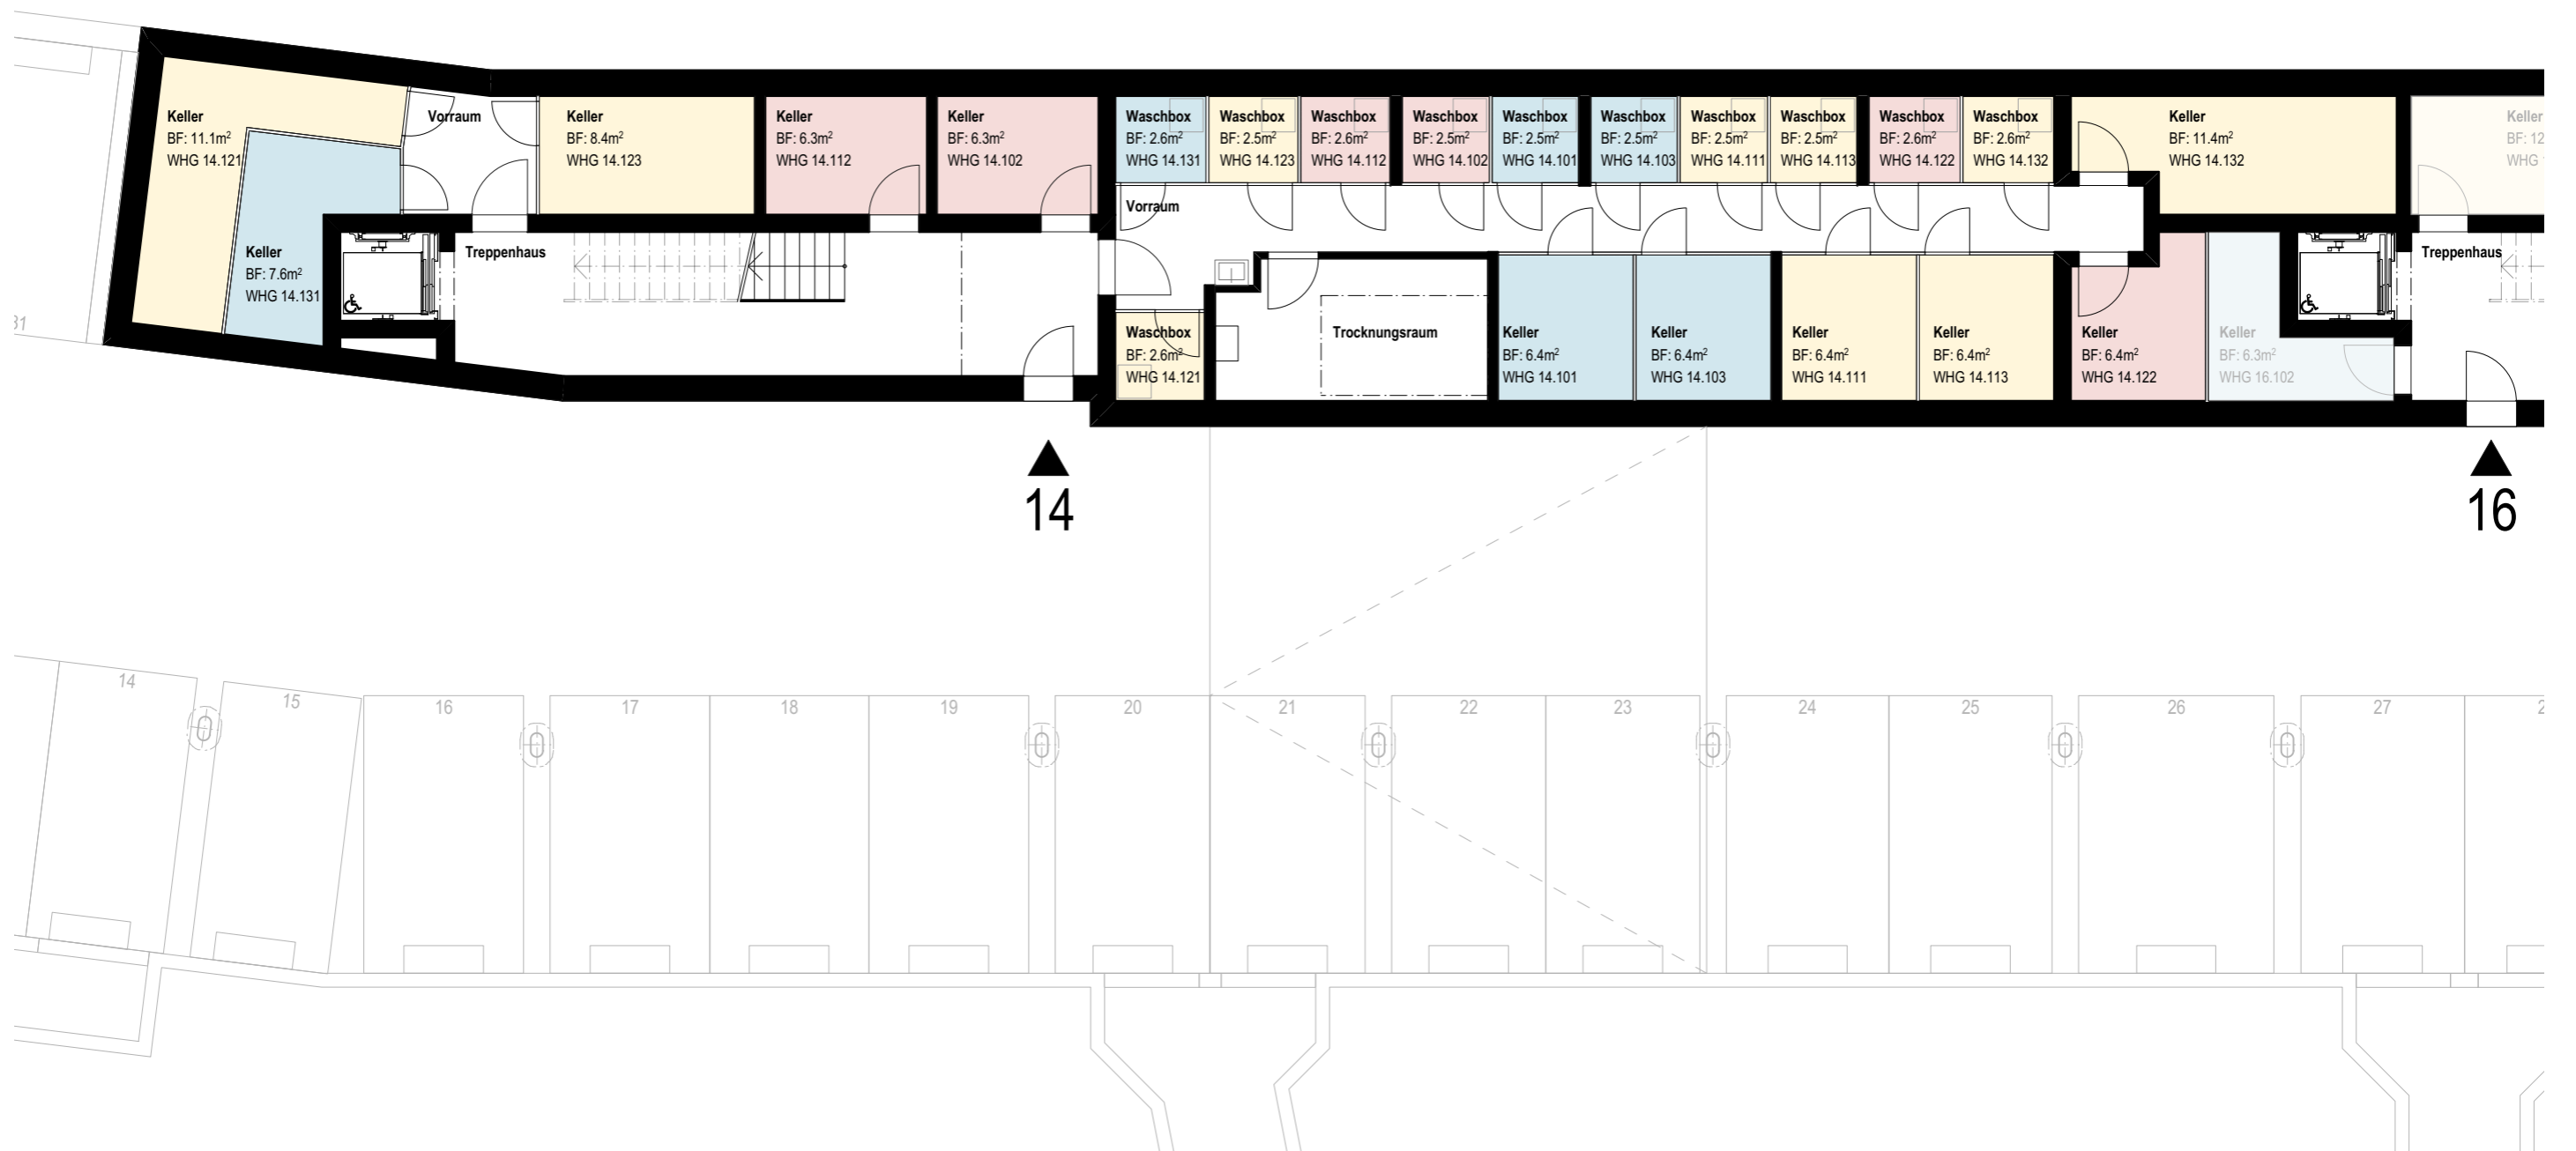 Keller
BF: 11.1m²
WHG 14.121
Keller
BF: 7.6m²
WHG 14.131
Vorraum
Keller
BF: 8.4m²
WHG 14.123
Keller
BF: 6.3m²
WHG 14.112
Keller
BF: 6.3m²
WHG 14.102
Treppenhaus
Waschbox
BF: 2.6m²
WHG 14.131
Waschbox
BF: 2.5m²
WHG 14.123
Waschbox
BF: 2.6m²
WHG 14.112
Waschbox
BF: 2.5m²
WHG 14.102
Waschbox
BF: 2.5m²
WHG 14.101
Waschbox
BF: 2.5m²
WHG 14.103
Waschbox
BF: 2.5m²
WHG 14.111
Waschbox
BF: 2.5m²
WHG 14.113
Waschbox
BF: 2.6m²
WHG 14.122
Waschbox
BF: 2.6m²
WHG 14.132
Keller
BF: 11.4m²
WHG 14.132
Keller
BF: 12
WHG
Vorraum
Waschbox
BF: 2.6m²
WHG 14.121
Trocknungsraum
Keller
BF: 6.4m²
WHG 14.101
Keller
BF: 6.4m²
WHG 14.103
Keller
BF: 6.4m²
WHG 14.111
Keller
BF: 6.4m²
WHG 14.113
Keller
BF: 6.4m²
WHG 14.122
Keller
BF: 6.3m²
WHG 16.102
Treppenhaus
31
14
16
14
15
16
17
18
19
20
21
22
23
24
25
26
27
2